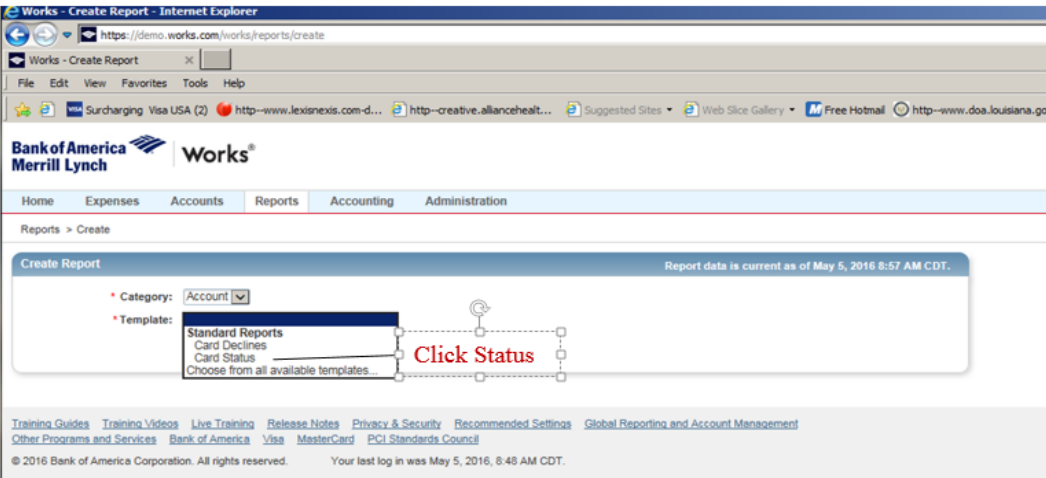 Works - Create Report - Internet Explorer
https://demo.works.com/works/reports/create
Works - Create Report
File Edit View Favorites Tools Help
VISA Surcharging Visa USA (2) http--www.lexisnexis.com-d... http--creative.alliancehealt... Suggested Sites Web Slice Gallery Free Hotmail http--www.doa.louisiana.go
Bank of America
Merrill Lynch
Works®
Home Expenses Accounts Reports Accounting Administration
Reports > Create
Create Report Report data is current as of May 5, 2016 8:57 AM CDT.
* Category: Account
* Template:
Standard Reports
Card Declines
Card Status
Choose from all available templates...
Click Status
Training Guides Training Videos Live Training Release Notes Privacy & Security Recommended Settings Global Reporting and Account Management
Other Programs and Services Bank of America Visa MasterCard PCI Standards Council
© 2016 Bank of America Corporation. All rights reserved. Your last log in was May 5, 2016, 8:48 AM CDT.